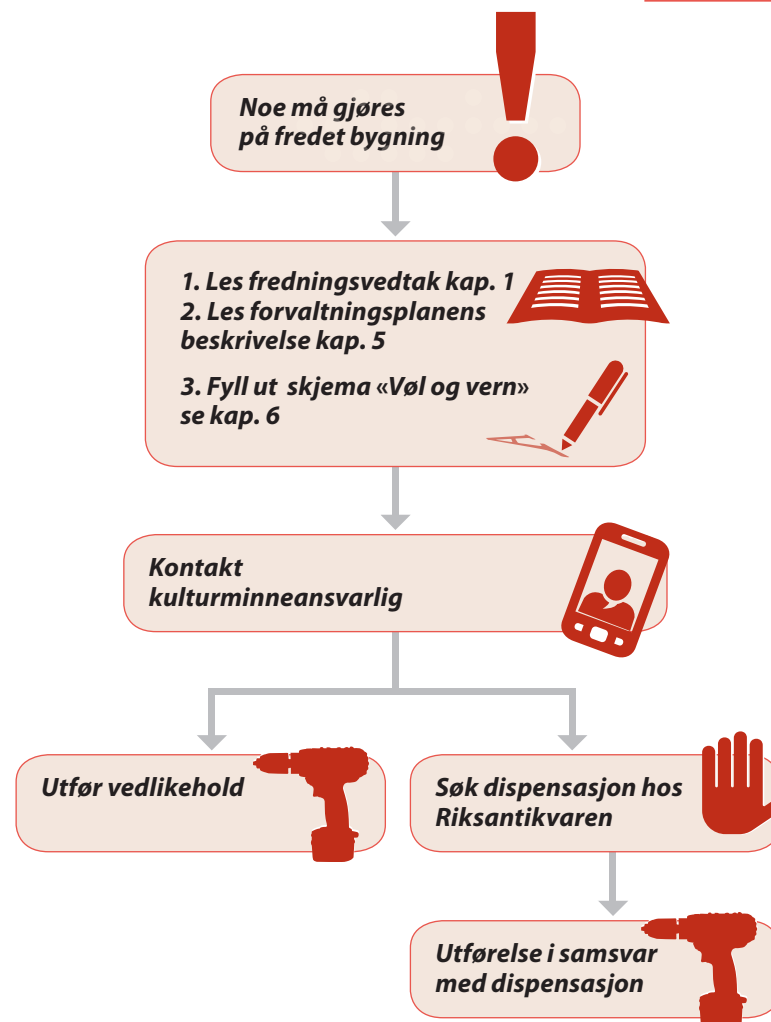 Noe må gjøres
på fredet bygning
1. Les fredningsvedtak kap. 1
2. Les forvaltningsplanens
beskrivelse kap. 5
3. Fyll ut skjema «Vøl og vern»
se kap. 6
Kontakt
kulturminneansvarlig
Utfør vedlikehold
Søk dispensasjon hos
Riksantikvaren
Utførelse i samsvar
med dispensasjon